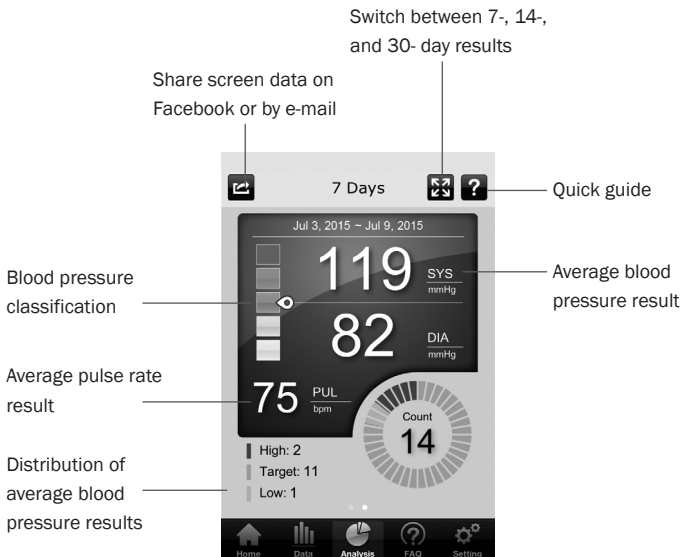 Switch between 7-, 14-,
and 30- day results
Share screen data on
Facebook or by e-mail
7 Days
?
Quick guide
Jul 3, 2015 ~ Jul 9, 2015
119
SYS
mmHg
Average blood
pressure result
Blood pressure
classification
82
DIA
mmHg
Average pulse rate
result
75
PUL
bpm
Count
14
High: 2
Target: 11
Low: 1
Distribution of
average blood
pressure results
?
Home Data Analysis FAQ Setting